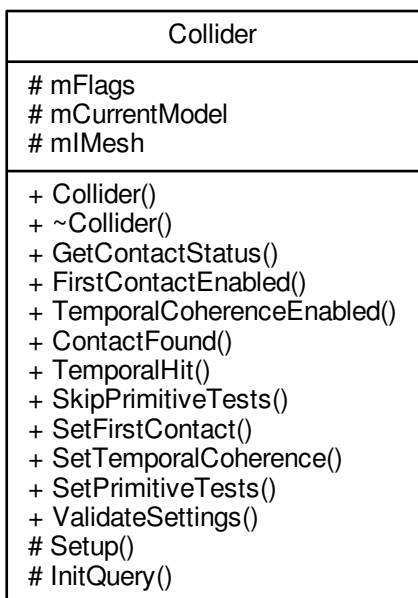 Collider
# mFlags
# mCurrentModel
# mIMesh
+ Collider()
+ ~Collider()
+ GetContactStatus()
+ FirstContactEnabled()
+ TemporalCoherenceEnabled()
+ ContactFound()
+ TemporalHit()
+ SkipPrimitiveTests()
+ SetFirstContact()
+ SetTemporalCoherence()
+ SetPrimitiveTests()
+ ValidateSettings()
# Setup()
# InitQuery()